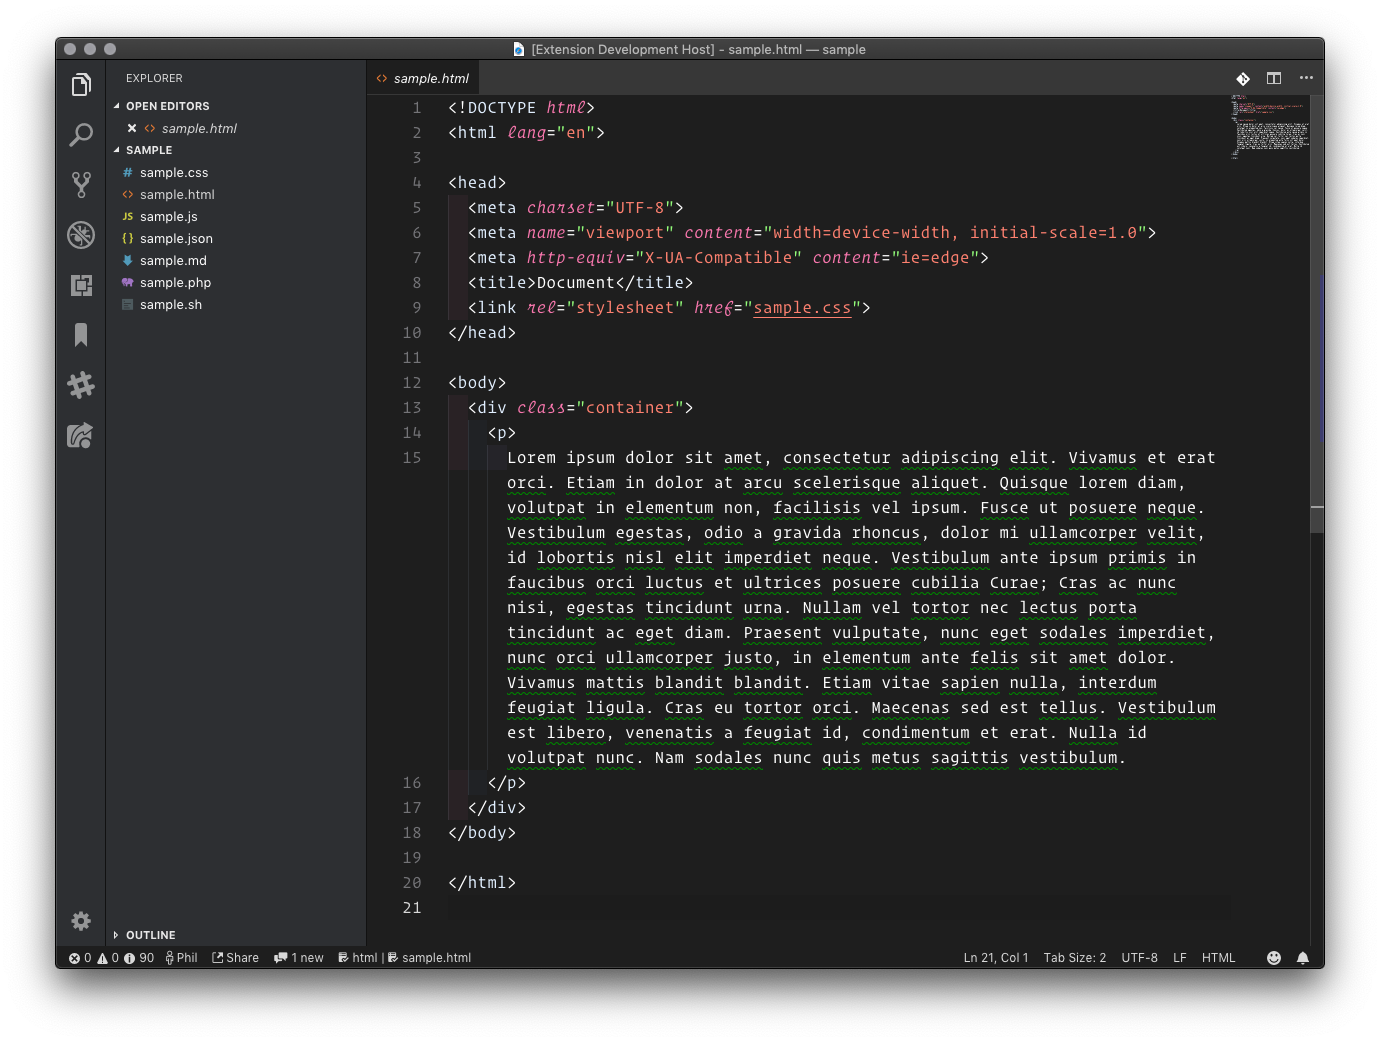 [Extension Development Host] - sample.html — sample
EXPLORER
OPEN EDITORS
sample.html
SAMPLE
# sample.css
<> sample.html
JS sample.js
{} sample.json
sample.md
sample.php
sample.sh
OUTLINE
<> sample.html
1 <!DOCTYPE html>
2 <html lang="en">
3
4 <head>
5 <meta charset="UTF-8">
6 <meta name="viewport" content="width=device-width, initial-scale=1.0">
7 <meta http-equiv="X-UA-Compatible" content="ie=edge">
8 <title>Document</title>
9 <link rel="stylesheet" href="sample.css">
10 </head>
11
12 <body>
13 <div class="container">
14 <p>
15 Lorem ipsum dolor sit amet, consectetur adipiscing elit. Vivamus et erat
orci. Etiam in dolor at arcu scelerisque aliquet. Quisque lorem diam,
volutpat in elementum non, facilisis vel ipsum. Fusce ut posuere neque.
Vestibulum egestas, odio a gravida rhoncus, dolor mi ullamcorper velit,
id lobortis nisl elit imperdiet neque. Vestibulum ante ipsum primis in
faucibus orci luctus et ultrices posuere cubilia Curae; Cras ac nunc
nisi, egestas tincidunt urna. Nullam vel tortor nec lectus porta
tincidunt ac eget diam. Praesent vulputate, nunc eget sodales imperdiet,
nunc orci ullamcorper justo, in elementum ante felis sit amet dolor.
Vivamus mattis blandit blandit. Etiam vitae sapien nulla, interdum
feugiat ligula. Cras eu tortor orci. Maecenas sed est tellus. Vestibulum
est libero, venenatis a feugiat id, condimentum et erat. Nulla id
volutpat nunc. Nam sodales nunc quis metus sagittis vestibulum.
16 </p>
17 </div>
18 </body>
19
20 </html>
21
0 0 90 Phil Share 1 new html | sample.html Ln 21, Col 1 Tab Size: 2 UTF-8 LF HTML